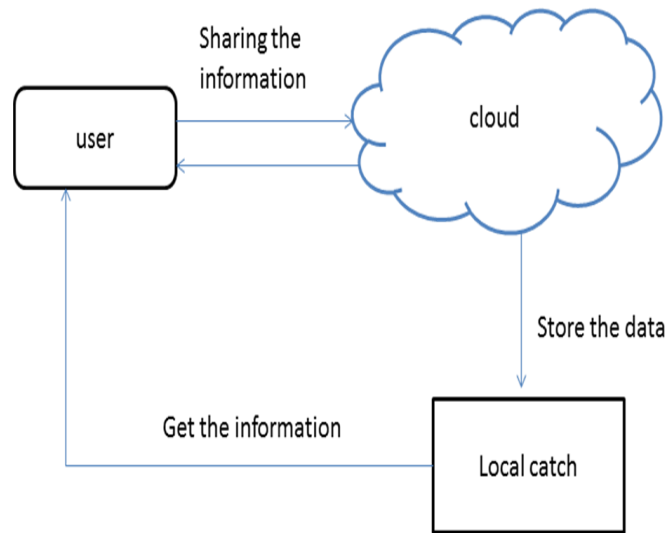 Sharing the
information
user
cloud
Store the data
Get the information
Local catch